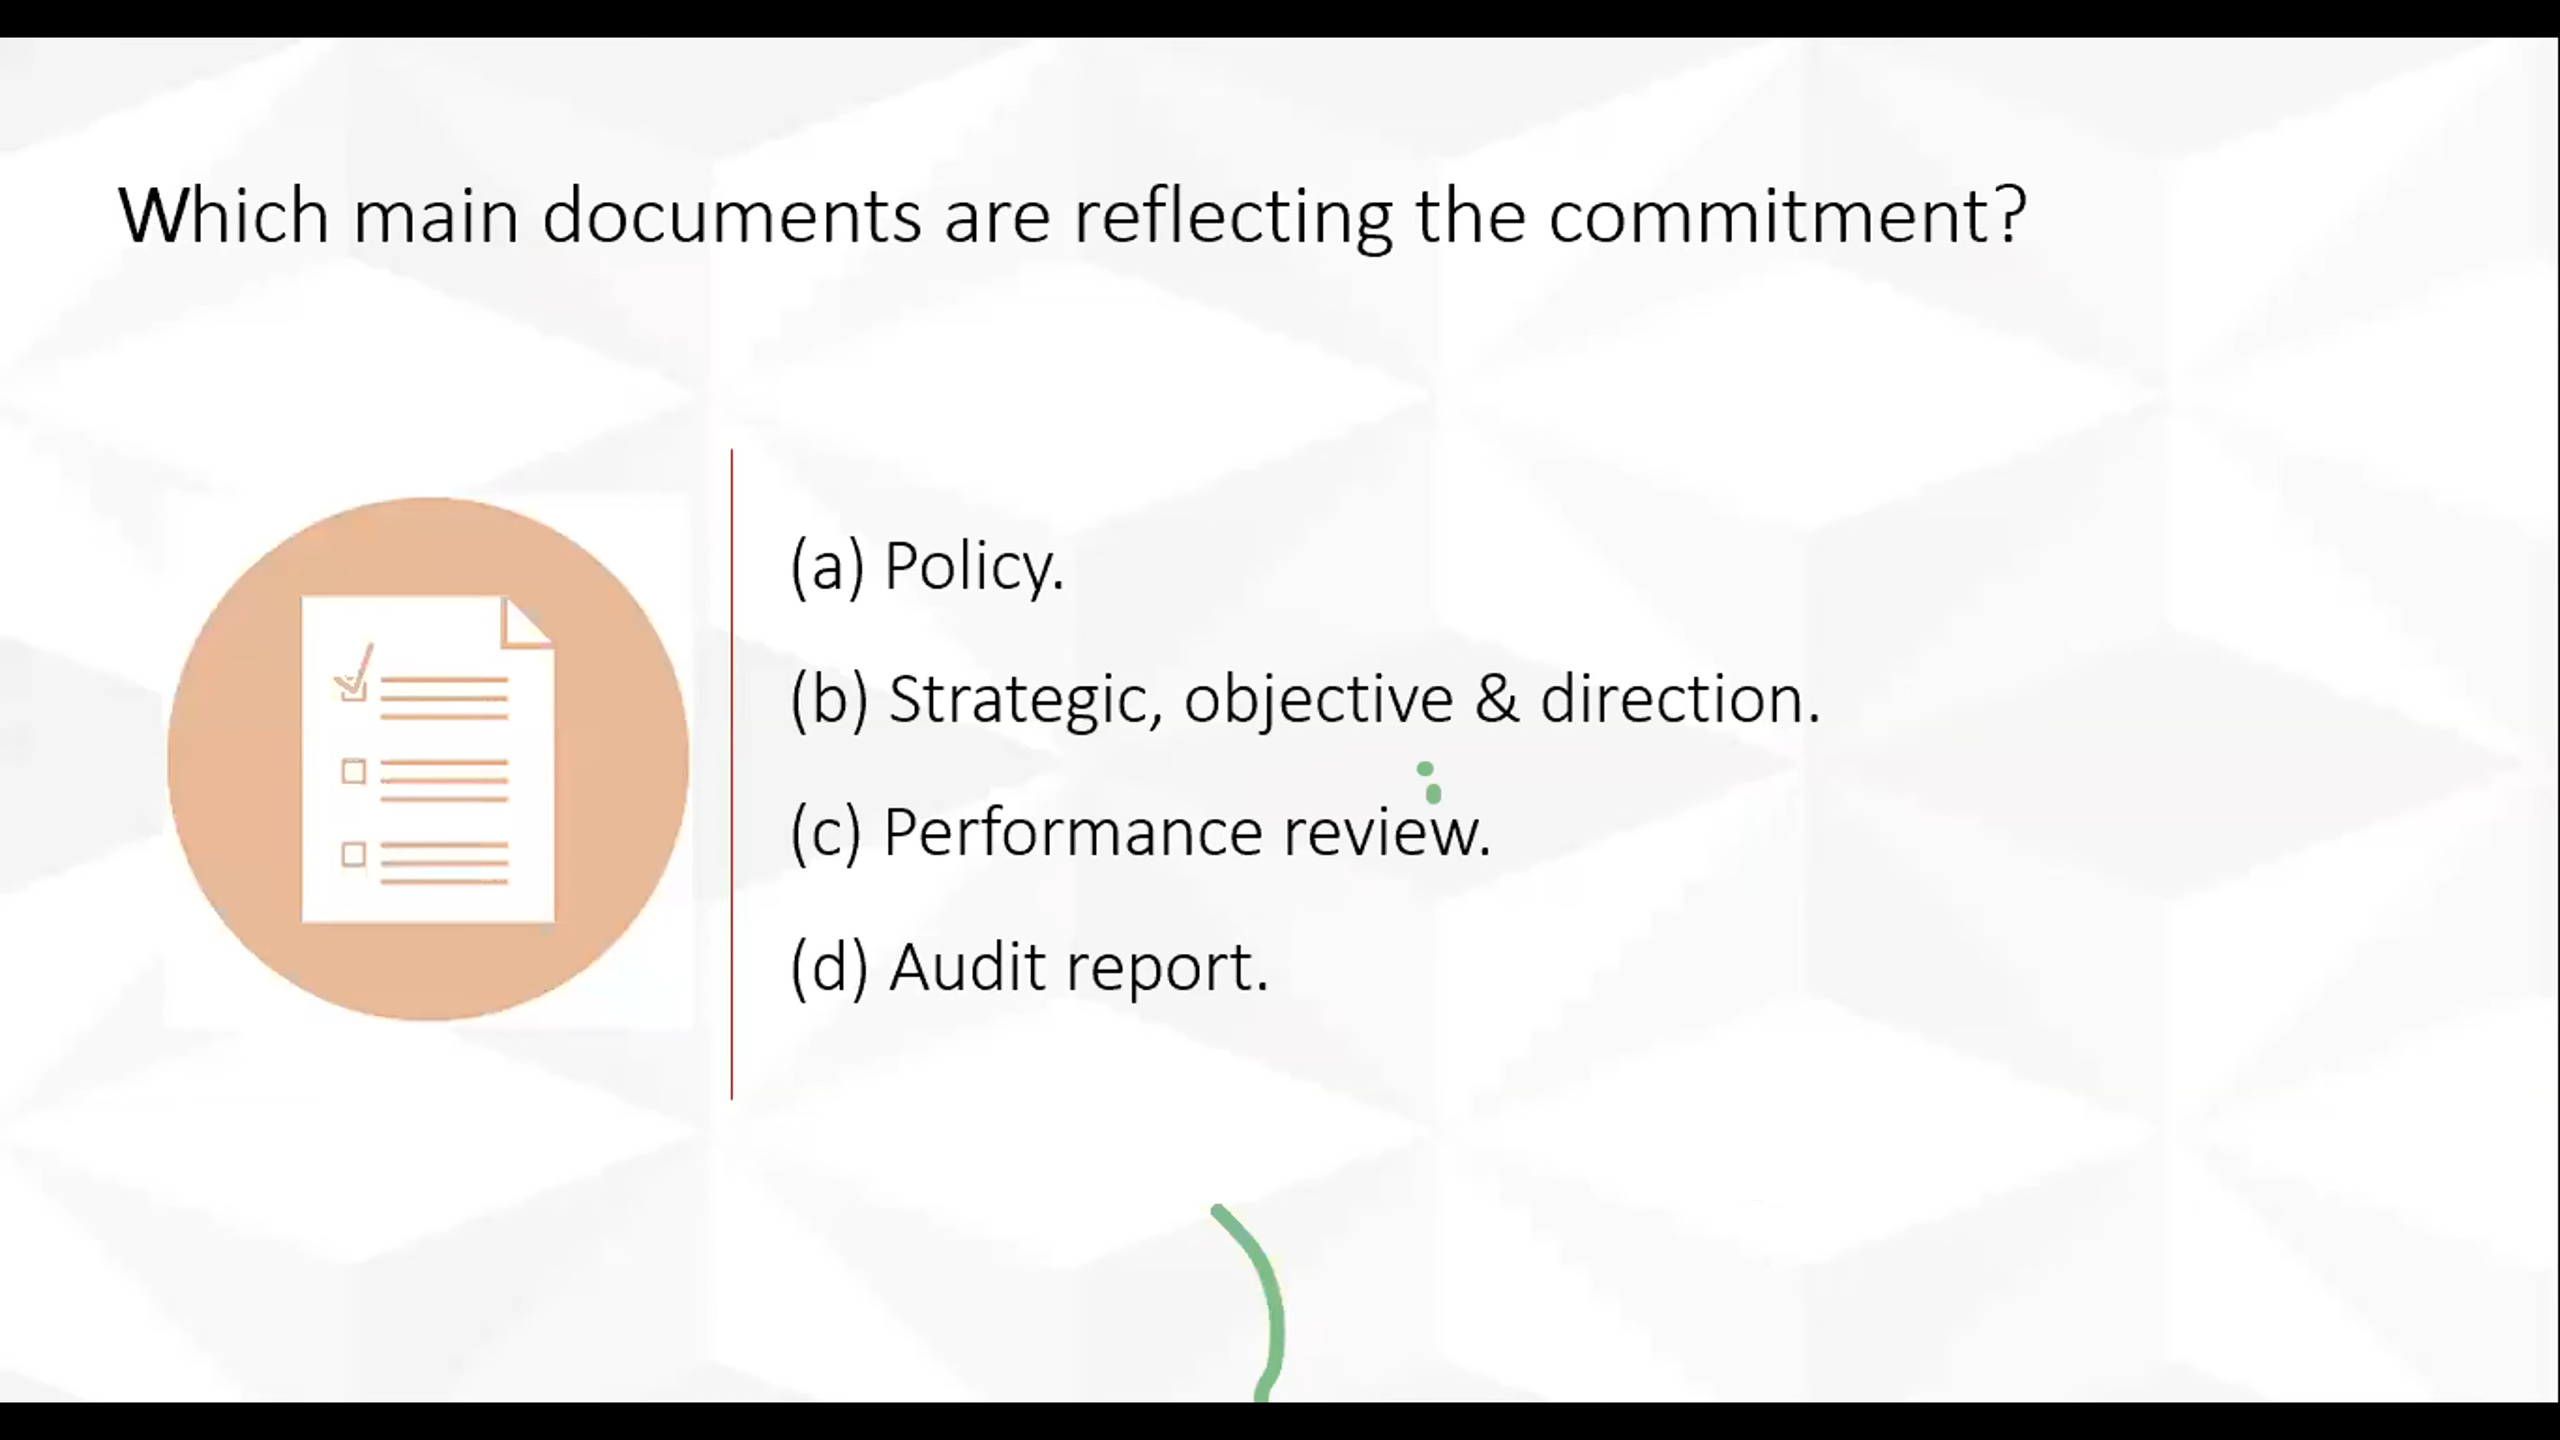 Which main documents are reflecting the commitment?
(a) Policy.
(b) Strategic, objective & direction.
(c) Performance review.
(d) Audit report.